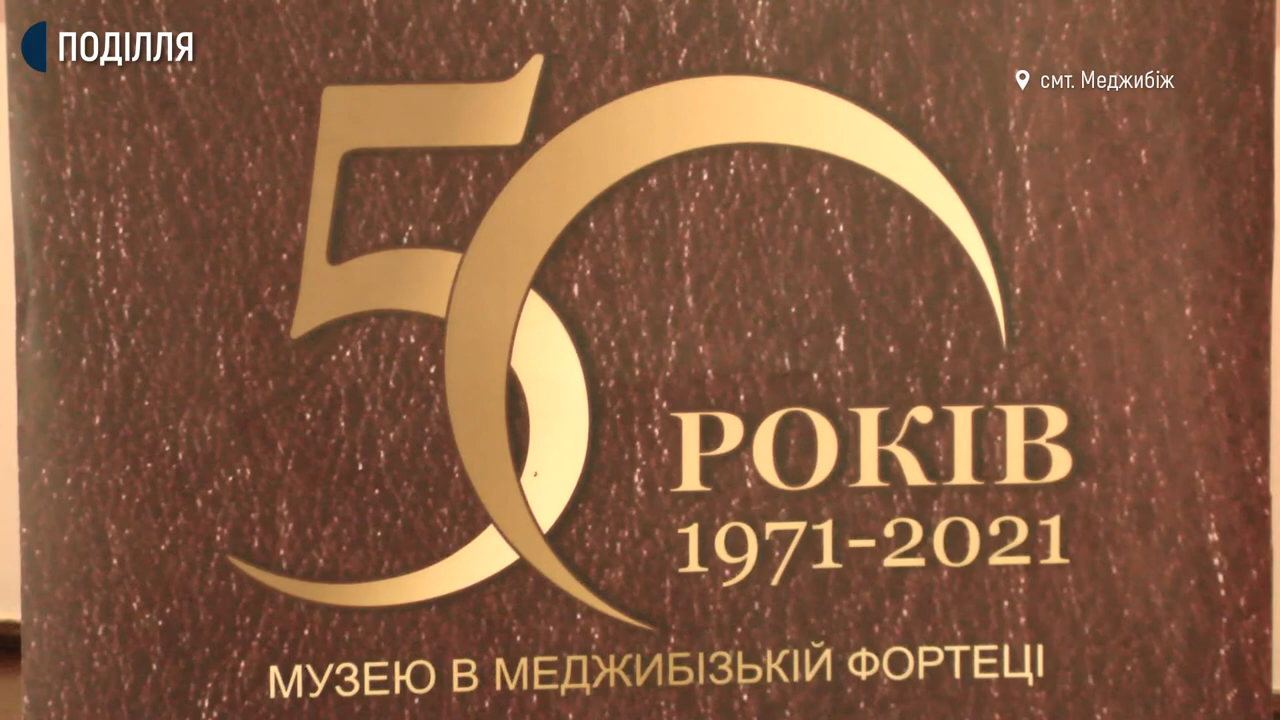 ПОДІЛЛЯ
смт. Меджибіж
50
РОКІВ
1971-2021
МУЗЕЮ В МЕДЖИБІЗЬКІЙ ФОРТЕЦІ